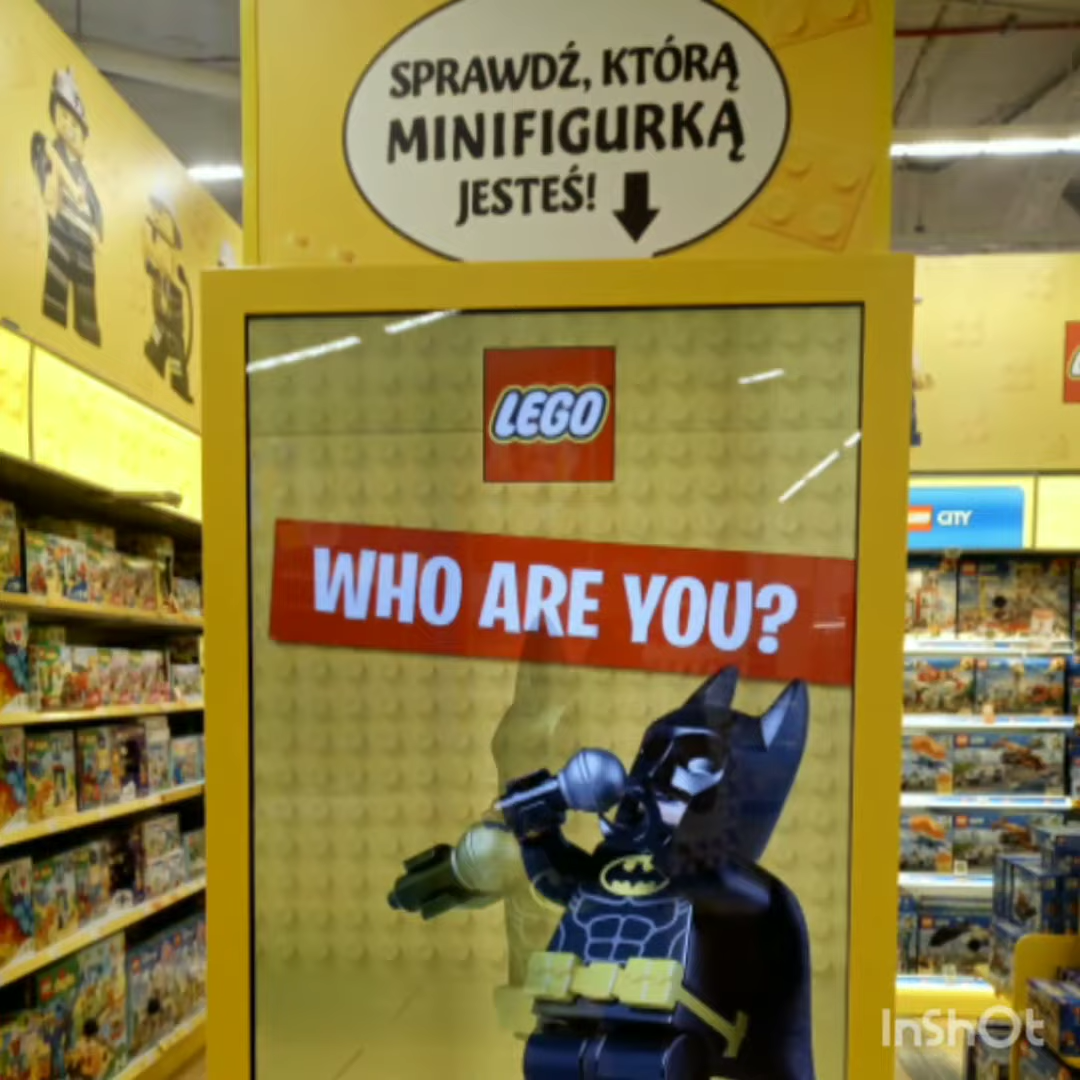 SPRAWDŹ, KTÓRĄ
MINIFIGURKĄ
JESTEŚ!
LEGO
WHO ARE YOU?
CITY
InShOt